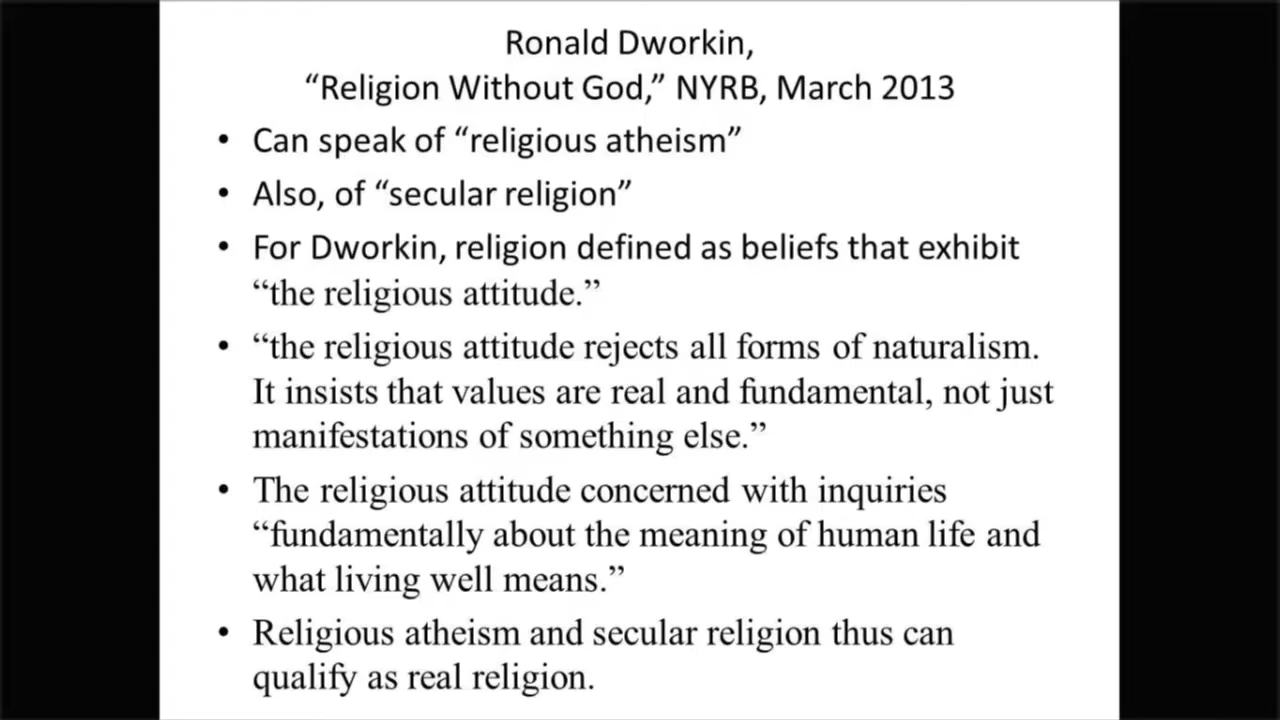 Ronald Dworkin,
“Religion Without God,” NYRB, March 2013
• Can speak of “religious atheism”
• Also, of “secular religion”
• For Dworkin, religion defined as beliefs that exhibit
“the religious attitude.”
• “the religious attitude rejects all forms of naturalism.
It insists that values are real and fundamental, not just
manifestations of something else.”
• The religious attitude concerned with inquiries
“fundamentally about the meaning of human life and
what living well means.”
• Religious atheism and secular religion thus can
qualify as real religion.